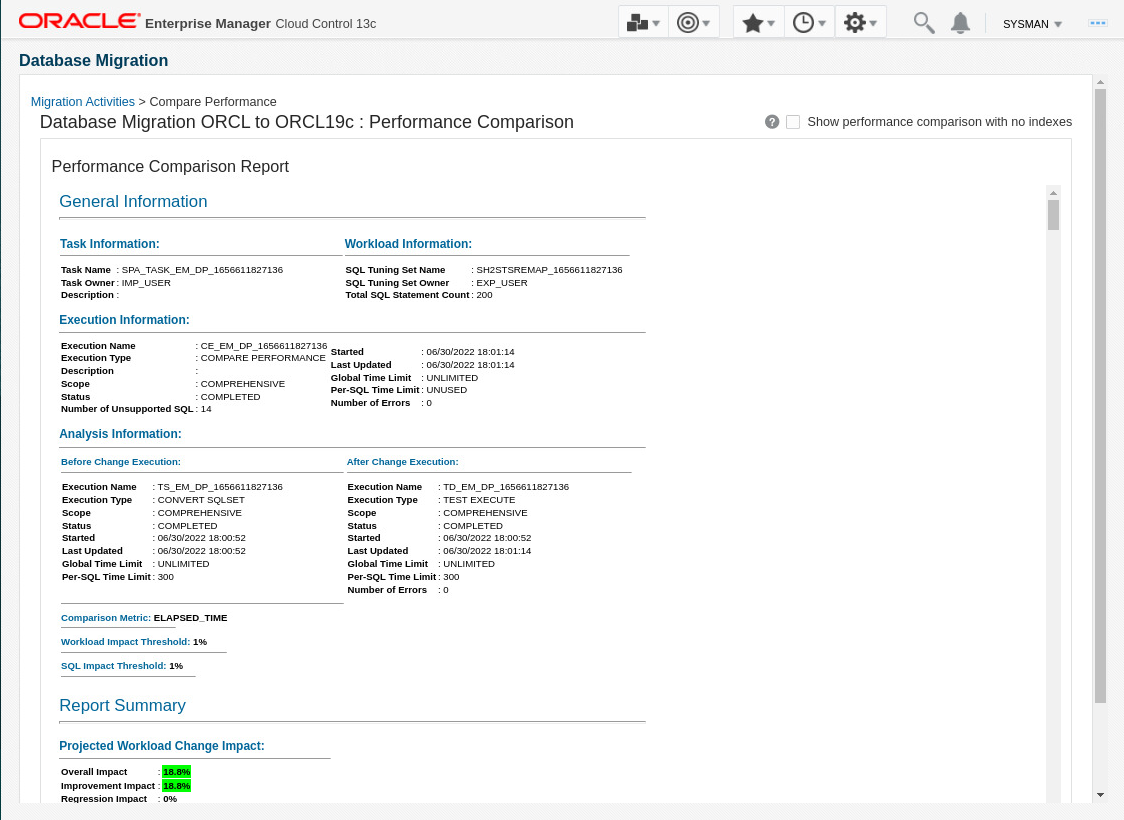 ORACLE Enterprise Manager Cloud Control 13c
SYSMAN
Database Migration
Migration Activities > Compare Performance
Database Migration ORCL to ORCL19c : Performance Comparison
? Show performance comparison with no indexes
Performance Comparison Report
General Information
Task Information:
Task Name : SPA_TASK_EM_DP_1656611827136
Task Owner : IMP_USER
Description :
Workload Information:
SQL Tuning Set Name : SH2STSREMAP_1656611827136
SQL Tuning Set Owner : EXP_USER
Total SQL Statement Count : 200
Execution Information:
Execution Name : CE_EM_DP_1656611827136
Execution Type : COMPARE PERFORMANCE
Description :
Scope : COMPREHENSIVE
Status : COMPLETED
Number of Unsupported SQL : 14
Started : 06/30/2022 18:01:14
Last Updated : 06/30/2022 18:01:14
Global Time Limit : UNLIMITED
Per-SQL Time Limit : UNUSED
Number of Errors : 0
Analysis Information:
Before Change Execution:
Execution Name : TS_EM_DP_1656611827136
Execution Type : CONVERT SQLSET
Scope : COMPREHENSIVE
Status : COMPLETED
Started : 06/30/2022 18:00:52
Last Updated : 06/30/2022 18:00:52
Global Time Limit : UNLIMITED
Per-SQL Time Limit : 300
After Change Execution:
Execution Name : TD_EM_DP_1656611827136
Execution Type : TEST EXECUTE
Scope : COMPREHENSIVE
Status : COMPLETED
Started : 06/30/2022 18:00:52
Last Updated : 06/30/2022 18:01:14
Global Time Limit : UNLIMITED
Per-SQL Time Limit : 300
Number of Errors : 0
Comparison Metric: ELAPSED_TIME
Workload Impact Threshold: 1%
SQL Impact Threshold: 1%
Report Summary
Projected Workload Change Impact:
Overall Impact : 18.8%
Improvement Impact : 18.8%
Regression Impact : 0%